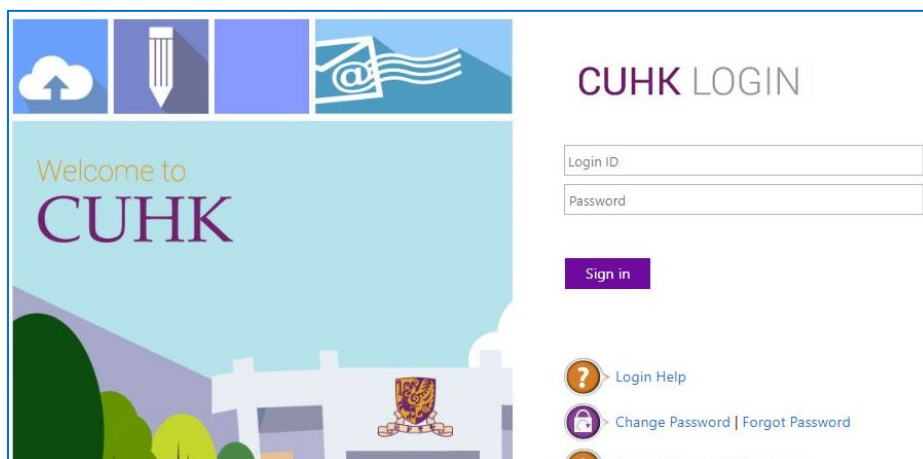 CUHK LOGIN
Welcome to
CUHK
Login ID
Password
Sign in
Login Help
Change Password | Forgot Password